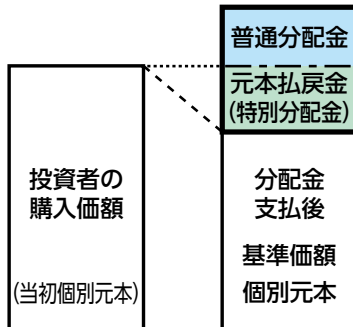 普通分配金
元本払戻金
(特別分配金)
投資者の
購入価額
(当初個別元本)
分配金
支払後
基準価額
個別元本